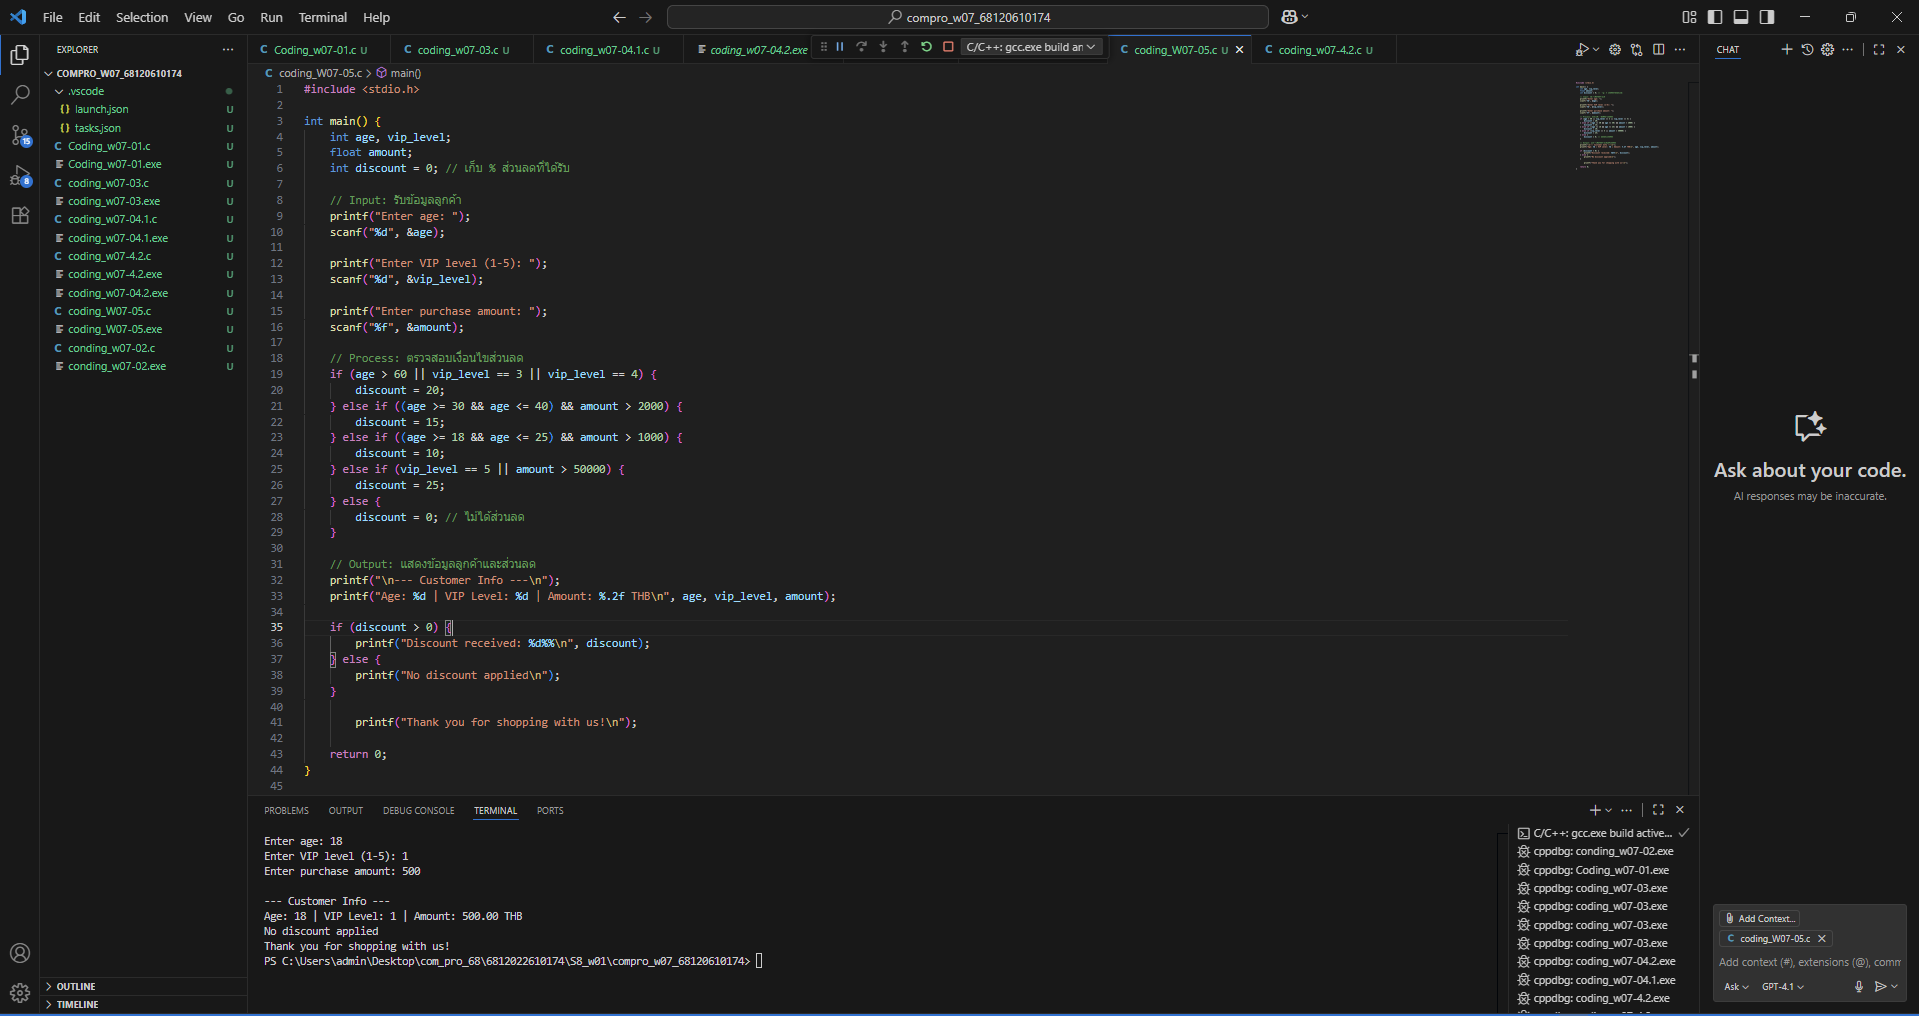 File Edit Selection View Go Run Terminal Help
compro_w07_68120610174
EXPLORER
COMPRO_W07_68120610174
.vscode
launch.json U
tasks.json U
C Coding_w07-01.c U
Coding_w07-01.exe U
C coding_w07-03.c U
coding_w07-03.exe U
C coding_w07-04.1.c U
coding_w07-04.1.exe U
C coding_w07-4.2.c U
coding_w07-4.2.exe U
coding_w07-04.2.exe U
C coding_W07-05.c U
coding_W07-05.exe U
C conding_w07-02.c U
conding_w07-02.exe U
OUTLINE
TIMELINE
15
8
C Coding_w07-01.c U C coding_w07-03.c U C coding_w07-04.1.c U coding_w07-04.2.exe C/C++: gcc.exe build ar C coding_W07-05.c U C coding_w07-4.2.c U
C coding_W07-05.c > main()
1 #include <stdio.h>
2
3 int main() {
4 int age, vip_level;
5 float amount;
6 int discount = 0; // เก็บ % ส่วนลดที่ได้รับ
7
8 // Input: รับข้อมูลลูกค้า
9 printf("Enter age: ");
10 scanf("%d", &age);
11
12 printf("Enter VIP level (1-5): ");
13 scanf("%d", &vip_level);
14
15 printf("Enter purchase amount: ");
16 scanf("%f", &amount);
17
18 // Process: ตรวจสอบเงื่อนไขส่วนลด
19 if (age > 60 || vip_level == 3 || vip_level == 4) {
20 discount = 20;
21 } else if ((age >= 30 && age <= 40) && amount > 2000) {
22 discount = 15;
23 } else if ((age >= 18 && age <= 25) && amount > 1000) {
24 discount = 10;
25 } else if (vip_level == 5 || amount > 50000) {
26 discount = 25;
27 } else {
28 discount = 0; // ไม่ได้ส่วนลด
29 }
30
31 // Output: แสดงข้อมูลลูกค้าและส่วนลด
32 printf("\n--- Customer Info ---\n");
33 printf("Age: %d | VIP Level: %d | Amount: %.2f THB\n", age, vip_level, amount);
34
35 if (discount > 0) {
36 printf("Discount received: %d%%\n", discount);
37 } else {
38 printf("No discount applied\n");
39 }
40
41 printf("Thank you for shopping with us!\n");
42
43 return 0;
44 }
45
PROBLEMS OUTPUT DEBUG CONSOLE TERMINAL PORTS
Enter age: 18
Enter VIP level (1-5): 1
Enter purchase amount: 500
--- Customer Info ---
Age: 18 | VIP Level: 1 | Amount: 500.00 THB
No discount applied
Thank you for shopping with us!
PS C:\Users\admin\Desktop\com_pro_68\6812022610174\S8_w01\compro_w07_68120610174>
C/C++: gcc.exe build active...
cppdbg: conding_w07-02.exe
cppdbg: Coding_w07-01.exe
cppdbg: coding_w07-03.exe
cppdbg: coding_w07-03.exe
cppdbg: coding_w07-03.exe
cppdbg: coding_w07-03.exe
cppdbg: coding_w07-04.2.exe
cppdbg: coding_w07-04.1.exe
cppdbg: coding_w07-4.2.exe
CHAT
Ask about your code.
AI responses may be inaccurate.
Add Context...
C coding_W07-05.c
Add context (#), extensions (@), comm
Ask GPT-4.1